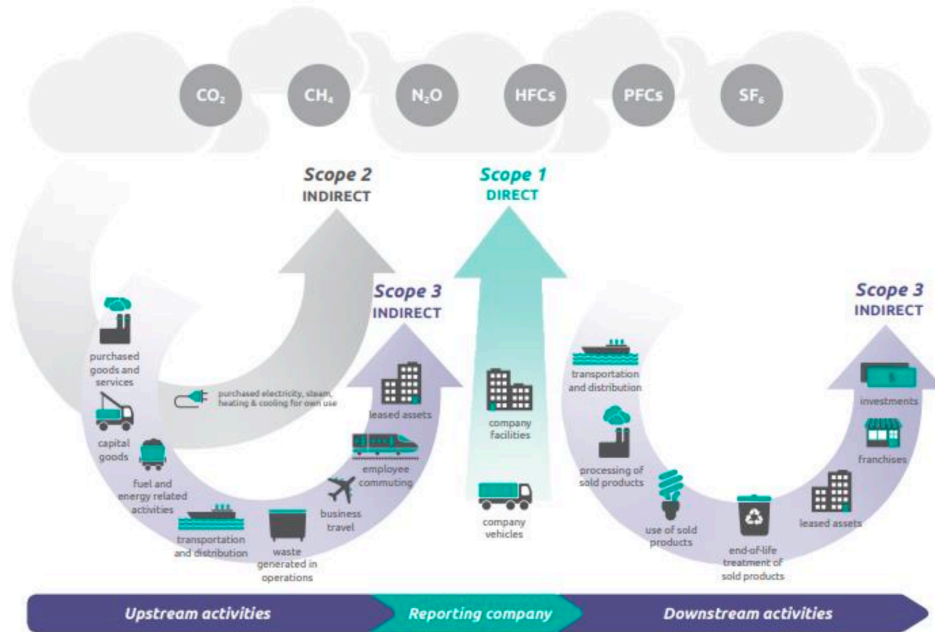 CO₂
CH₄
N₂O
HFCs
PFCs
SF₆
Scope 2
INDIRECT
Scope 1
DIRECT
Scope 3
INDIRECT
Scope 3
INDIRECT
purchased
goods and
services
capital
goods
fuel and
energy related
activities
transportation
and distribution
waste
generated in
operations
business
travel
employee
commuting
leased assets
purchased electricity, steam,
heating & cooling for own use
company
facilities
company
vehicles
transportation
and distribution
processing of
sold products
use of sold
products
end-of-life
treatment of
sold products
leased assets
franchises
investments
Upstream activities
Reporting company
Downstream activities